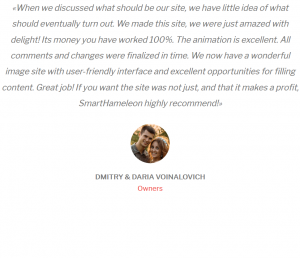 «When we discussed what should be our site, we have little idea of what
should eventually turn out. We made this site, we were just amazed with
delight! Its money you have worked 100%. The animation is excellent. All
comments and changes were finalized in time. We now have a wonderful
image site with user-friendly interface and excellent opportunities for filling
content. Great job! If you want the site was not just, and that it makes a profit,
SmartHameleon highly recommend!»
DMITRY & DARIA VOINALOVICH
Owners